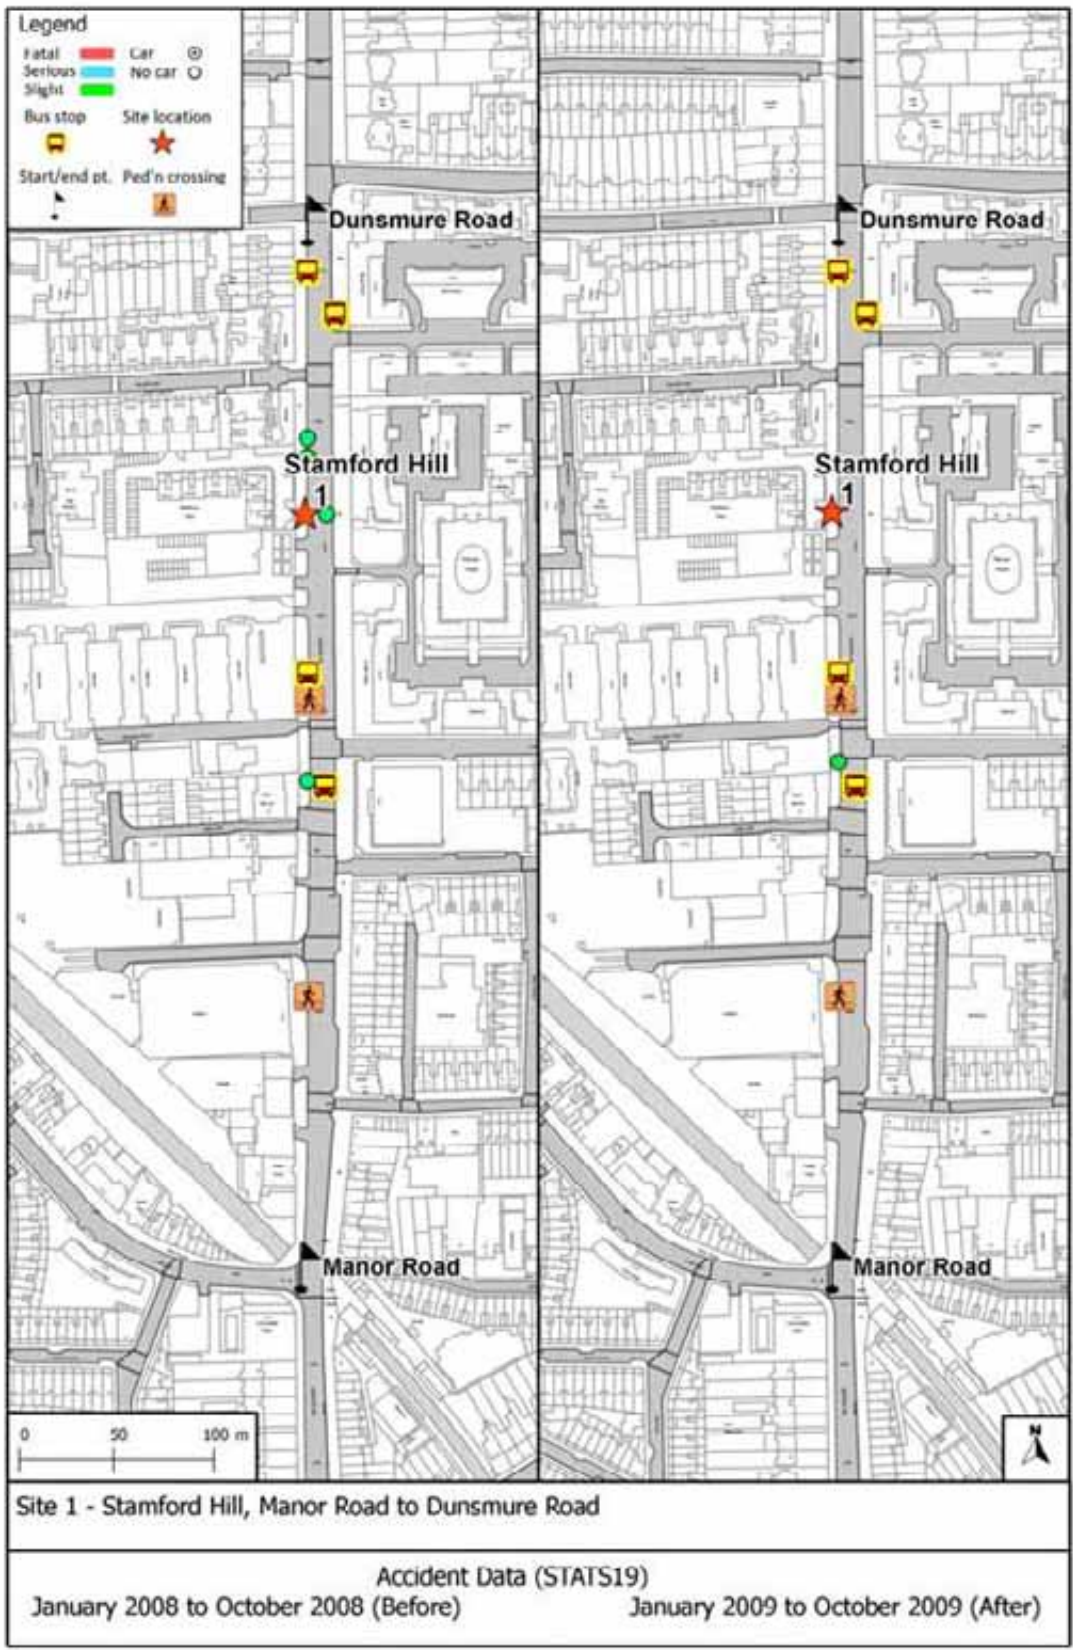 Legend
Fatal Car
Serious No car
Slight
Bus stop Site location
Start/end pt. Ped'n crossing
Dunsmure Road
Dunsmure Road
Stamford Hill
1
Stamford Hill
1
Manor Road
Manor Road
0 50 100 m
N
Site 1 - Stamford Hill, Manor Road to Dunsmure Road
Accident Data (STATS19)
January 2008 to October 2008 (Before) January 2009 to October 2009 (After)